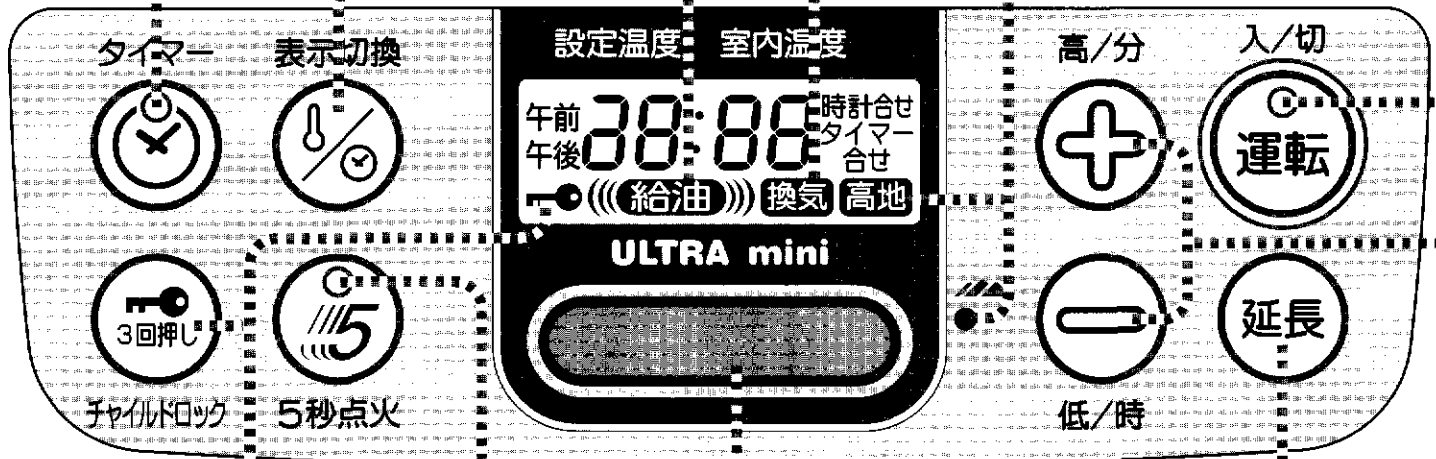 タイマー
表示切換
設定温度 室内温度
高/分
入/切
午前
午後
38:88
時計合せ
タイマー
合せ
給油 換気 高地
運転
ULTRA mini
3回押し
5
延長
チャイルドロック
5秒点火
低/時